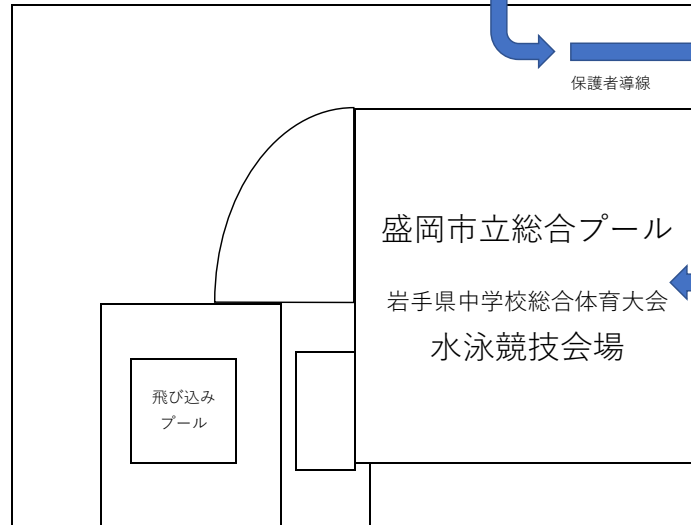 保護者導線
盛岡市立総合プール
岩手県中学校総合体育大会
水泳競技会場
飛び込み
プール